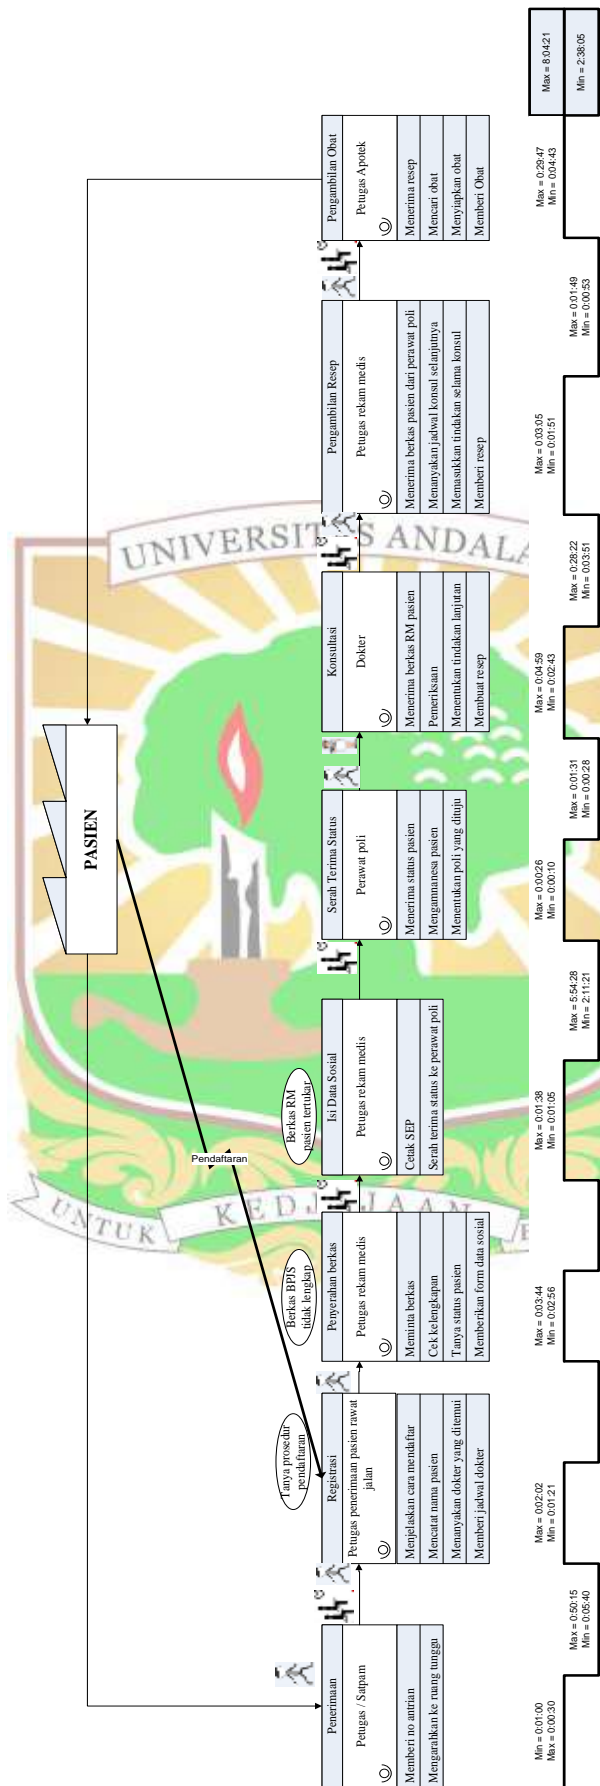 PASIEN
Pendaftaran
Tanya prosedur
pendaftaran
Berkas BPJS
tidak lengkap
Berkas RM
pasien tertukar
Penerimaan
Petugas / Satpam
Memberi no antrian
Mengarahkan ke ruang tunggu
Registrasi
Petugas penerimaan pasien rawat
jalan
Menjelaskan cara mendaftar
Mencatat nama pasien
Menanyakan dokter yang ditemui
Memberi jadwal dokter
Penyerahan berkas
Petugas rekam medis
Meminta berkas
Cek kelengkapan
Tanya status pasien
Memberikan form data sosial
Isi Data Sosial
Petugas rekam medis
Cetak SEP
Serah terima status ke perawat poli
Serah Terima Status
Perawat poli
Menerima status pasien
Mengamnanesa pasien
Menentukan poli yang dituju
Konsultasi
Dokter
Menerima berkas RM pasien
Pemeriksaan
Menentukan tindakan lanjutan
Membuat resep
Pengambilan Resep
Petugas rekam medis
Menerima berkas pasien dari perawat poli
Menanyakan jadwal konsul selanjutnya
Memasukkan tindakan selama konsul
Memberi resep
Pengambilan Obat
Petugas Apotek
Menerima resep
Mencari obat
Menyiapkan obat
Memberi Obat
Min = 0:01:00
Max = 0:00:30
Max = 0:50:15
Min = 0:05:40
Max = 0:02:02
Min = 0:01:21
Max = 0:03:44
Min = 0:02:56
Max = 0:01:38
Min = 0:01:05
Max = 5:54:28
Min = 2:11:21
Max = 0:00:26
Min = 0:00:10
Max = 0:01:31
Min = 0:00:28
Max = 0:04:59
Min = 0:02:43
Max = 0:28:22
Min = 0:03:51
Max = 0:03:05
Min = 0:01:51
Max = 0:01:49
Min = 0:00:53
Max = 0:29:47
Min = 0:04:43
Max = 8:04:21
Min = 2:38:05
UNIVERSITAS ANDALA
UNTUK KEDJAJAAN